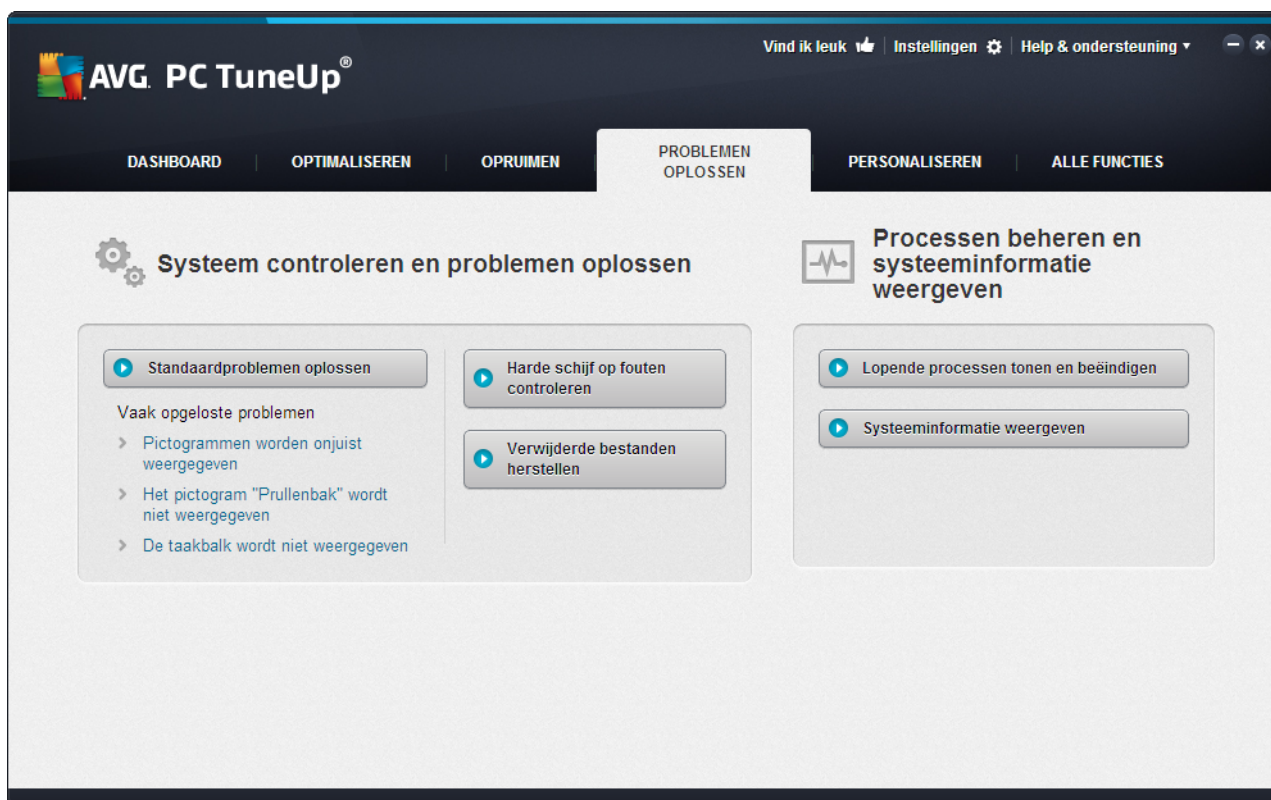 Vind ik leuk Instellingen Help & ondersteuning
AVG. PC TuneUp®
DASHBOARD
OPTIMALISEREN
OPRUIMEN
PROBLEMEN
OPLOSSEN
PERSONALISEREN
ALLE FUNCTIES
Systeem controleren en problemen oplossen
Standaardproblemen oplossen
Vaak opgeloste problemen
Pictogrammen worden onjuist
weergegeven
Het pictogram "Prullenbak" wordt
niet weergegeven
De taakbalk wordt niet weergegeven
Harde schijf op fouten
controleren
Verwijderde bestanden
herstellen
Processen beheren en
systeeminformatie
weergeven
Lopende processen tonen en beëindigen
Systeeminformatie weergeven